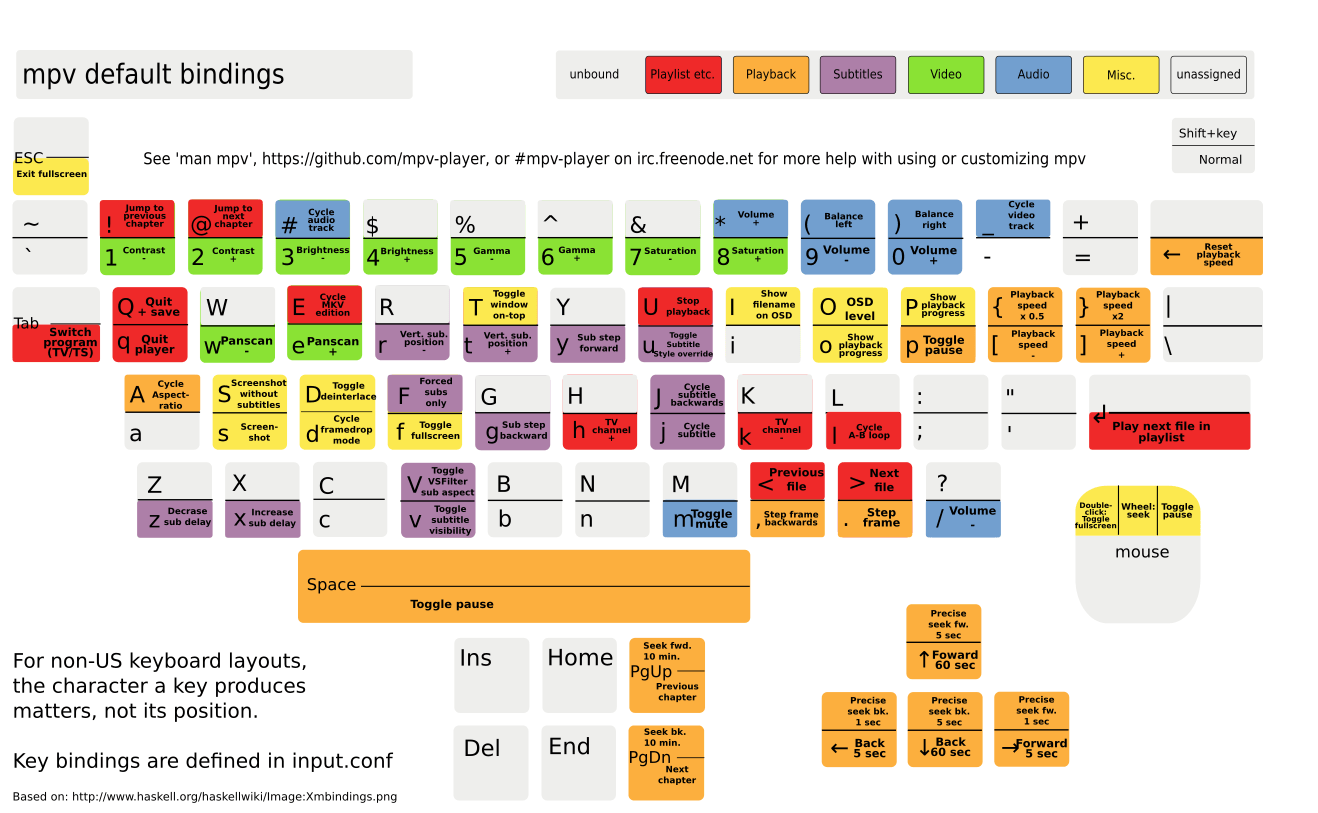 mpv default bindings
unbound Playlist etc. Playback Subtitles Video Audio Misc. unassigned
Shift+key
Normal
ESC
Exit fullscreen
See 'man mpv', https://github.com/mpv-player, or #mpv-player on irc.freenode.net for more help with using or customizing mpv
~
`
! Jump to
previous
chapter
1 Contrast
-
@ Jump to
next
chapter
2 Contrast
+
# Cycle
audio
track
3 Brightness
-
$
4 Brightness
+
%
5 Gamma
-
^
6 Gamma
+
&
7 Saturation
-
* Volume
+
8 Saturation
+
( Balance
left
9 Volume
-
) Balance
right
0 Volume
+
_ Cycle
video
track
-
+
=
← Reset
playback
speed
Tab
Switch
program
(TV/TS)
Q Quit
+ save
q Quit
player
W
w Panscan
-
E Cycle
MKV
edition
e Panscan
+
R
r Vert. sub.
position
-
T Toggle
window
on-top
t Vert. sub.
position
+
Y
y Sub step
forward
U Stop
playback
u Toggle
Subtitle
Style override
I Show
filename
on OSD
i
O OSD
level
o Show
playback
progress
P Show
playback
progress
p Toggle
pause
{ Playback
speed
x 0.5
[ Playback
speed
-
} Playback
speed
x2
] Playback
speed
+
|
\
A Cycle
Aspect-
ratio
a
S Screenshot
without
subtitles
s Screen-
shot
D Toggle
deinterlace
d Cycle
framedrop
mode
F Forced
subs
only
f Toggle
fullscreen
G
g Sub step
backward
H
h TV
channel
+
J Cycle
subtitle
backwards
j Cycle
subtitle
K
k TV
channel
-
L
l Cycle
A-B loop
:
;
"
'
↲
Play next file in
playlist
Z
z Decrase
sub delay
X
x Increase
sub delay
C
c
V Toggle
VSFilter
sub aspect
v Toggle
subtitle
visibility
B
b
N
n
M
m Toggle
mute
< Previous
file
, Step frame
backwards
> Next
file
. Step
frame
?
/ Volume
-
Double-
click:
Toggle
fullscreen
Wheel:
seek
Toggle
pause
mouse
Space
Toggle pause
For non-US keyboard layouts,
the character a key produces
matters, not its position.
Key bindings are defined in input.conf
Based on: http://www.haskell.org/haskellwiki/Image:Xmbindings.png
Ins
Home
Seek fwd.
10 min.
PgUp
Previous
chapter
Del
End
Seek bk.
10 min.
PgDn
Next
chapter
Precise
seek fw.
5 sec
↑ Foward
60 sec
Precise
seek bk.
1 sec
← Back
5 sec
Precise
seek bk.
5 sec
↓ Back
60 sec
Precise
seek fw.
1 sec
→ Forward
5 sec